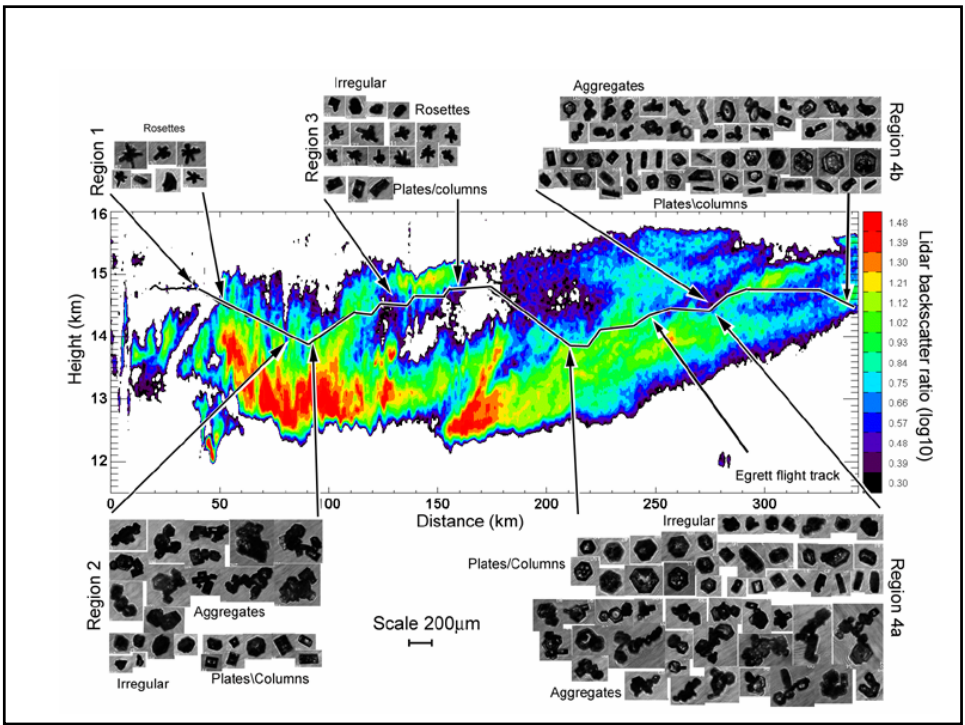 Region 1
Rosettes
Irregular
Region 3
Rosettes
Plates/columns
Aggregates
Region 4b
Plates\columns
Height (km)
16
15
14
13
12
0 50 100 150 200 250 300
Distance (km)
Egrett flight track
1.48
1.39
1.30
1.21
1.12
1.02
0.93
0.84
0.75
0.66
0.57
0.48
0.39
0.30
Lidar backscatter ratio (log10)
Region 2
Aggregates
Irregular
Plates\Columns
Scale 200µm
Irregular
Plates/Columns
Region 4a
Aggregates